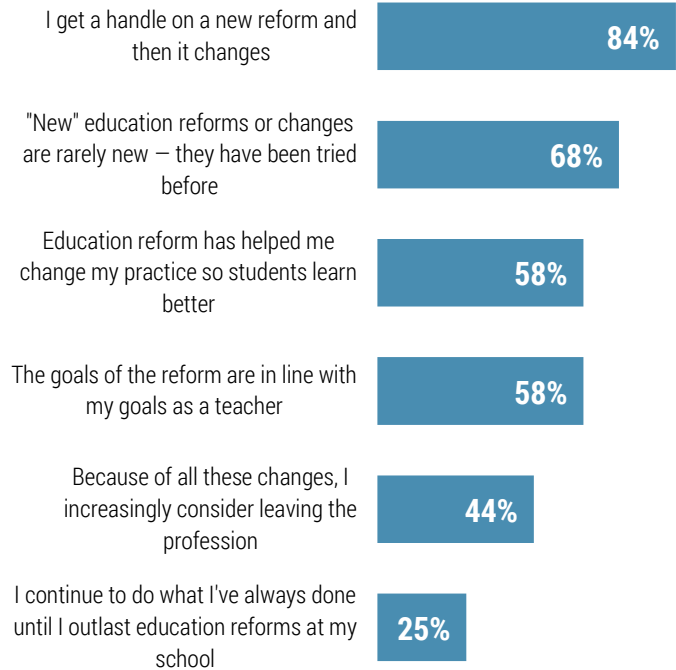 I get a handle on a new reform and
then it changes
84%
"New" education reforms or changes
are rarely new — they have been tried
before
68%
Education reform has helped me
change my practice so students learn
better
58%
The goals of the reform are in line with
my goals as a teacher
58%
Because of all these changes, I
increasingly consider leaving the
profession
44%
I continue to do what I've always done
until I outlast education reforms at my
school
25%